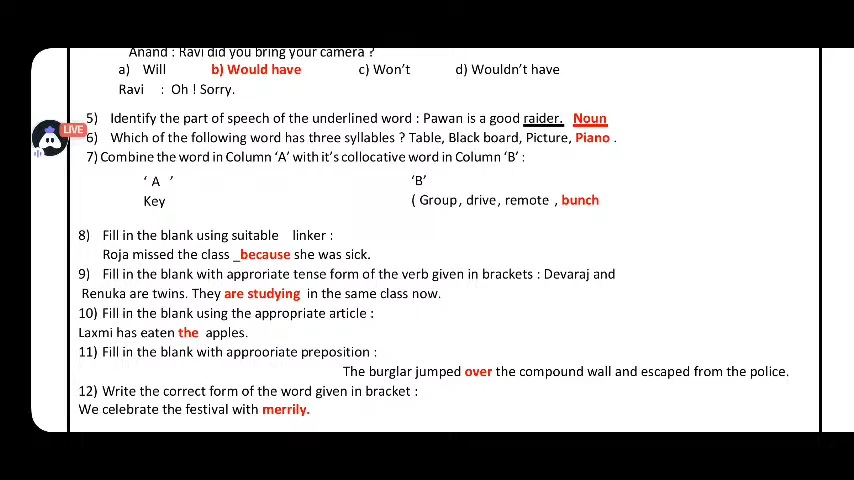 Anand : Ravi did you bring your camera ?
a) Will b) Would have c) Won't d) Wouldn't have
Ravi : Oh ! Sorry.
5) Identify the part of speech of the underlined word : Pawan is a good raider. Noun
LIVE
6) Which of the following word has three syllables ? Table, Black board, Picture, Piano .
7) Combine the word in Column 'A' with it's collocative word in Column 'B' :
' A ' 'B'
Key ( Group, drive, remote , bunch
8) Fill in the blank using suitable linker :
Roja missed the class _because she was sick.
9) Fill in the blank with approriate tense form of the verb given in brackets : Devaraj and
Renuka are twins. They are studying in the same class now.
10) Fill in the blank using the appropriate article :
Laxmi has eaten the apples.
11) Fill in the blank with approoriate preposition :
The burglar jumped over the compound wall and escaped from the police.
12) Write the correct form of the word given in bracket :
We celebrate the festival with merrily.